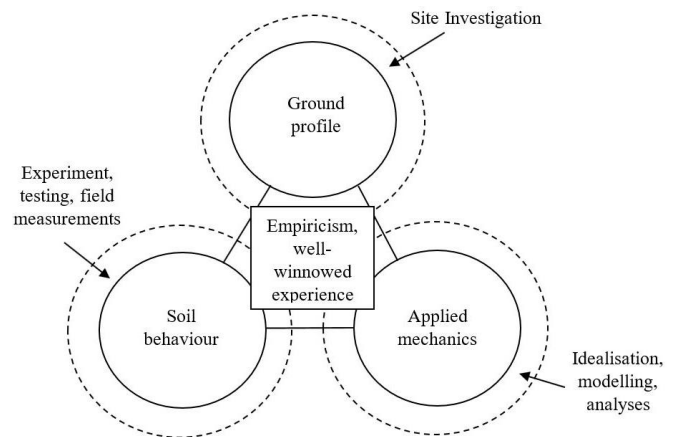 Site Investigation
Ground
profile
Experiment,
testing, field
measurements
Empiricism,
well-
winnowed
experience
Soil
behaviour
Applied
mechanics
Idealisation,
modelling,
analyses